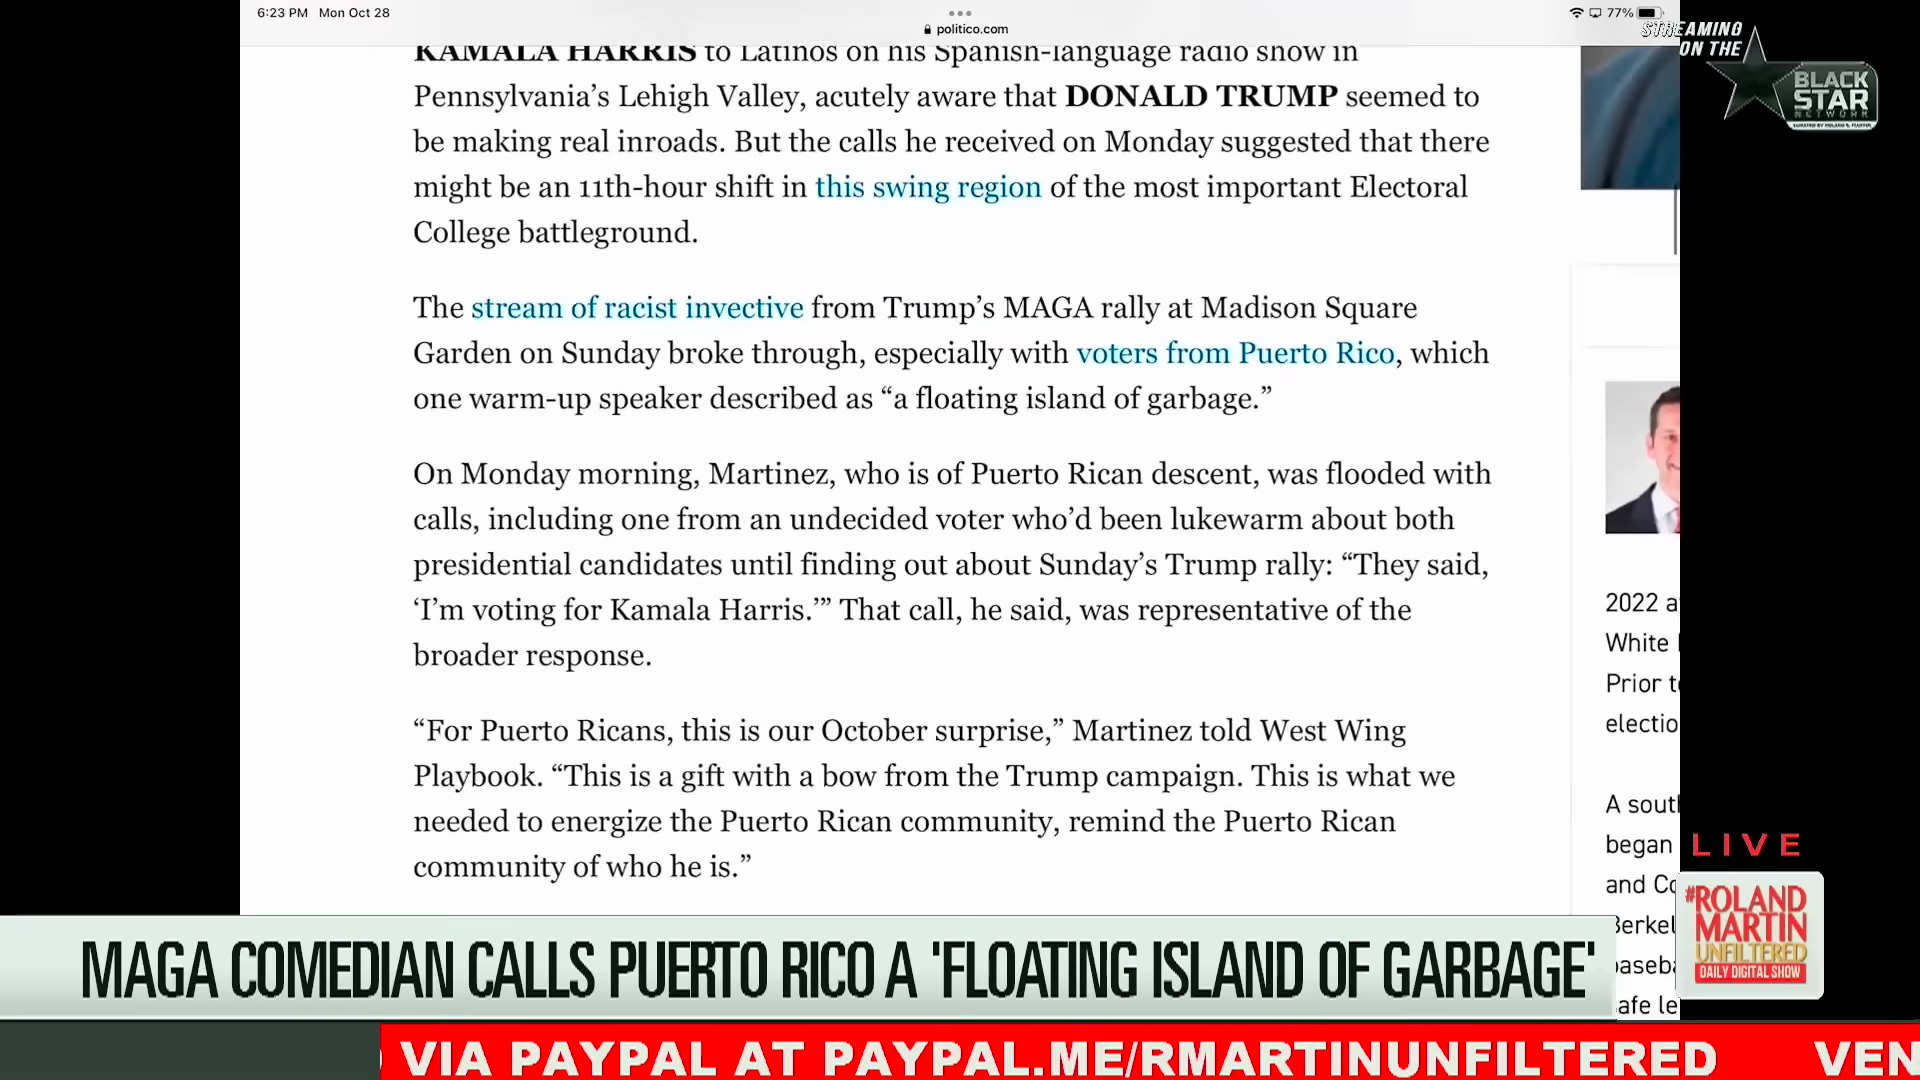 6:23 PM Mon Oct 28
politico.com
77%
STREAMING
ON THE
BLACK
STAR
NETWORK
KAMALA HARRIS to Latinos on his Spanish-language radio show in
Pennsylvania’s Lehigh Valley, acutely aware that DONALD TRUMP seemed to
be making real inroads. But the calls he received on Monday suggested that there
might be an 11th-hour shift in this swing region of the most important Electoral
College battleground.
The stream of racist invective from Trump’s MAGA rally at Madison Square
Garden on Sunday broke through, especially with voters from Puerto Rico, which
one warm-up speaker described as “a floating island of garbage.”
On Monday morning, Martinez, who is of Puerto Rican descent, was flooded with
calls, including one from an undecided voter who’d been lukewarm about both
presidential candidates until finding out about Sunday’s Trump rally: “They said,
‘I’m voting for Kamala Harris.’” That call, he said, was representative of the
broader response.
“For Puerto Ricans, this is our October surprise,” Martinez told West Wing
Playbook. “This is a gift with a bow from the Trump campaign. This is what we
needed to energize the Puerto Rican community, remind the Puerto Rican
community of who he is.”
2022 a
White
Prior t
electio
A sout
began
and Co
Berkel
baseba
afe le
LIVE
#ROLAND
MARTIN
UNFILTERED
DAILY DIGITAL SHOW
MAGA COMEDIAN CALLS PUERTO RICO A 'FLOATING ISLAND OF GARBAGE'
VIA PAYPAL AT PAYPAL.ME/RMARTINUNFILTERED VEN